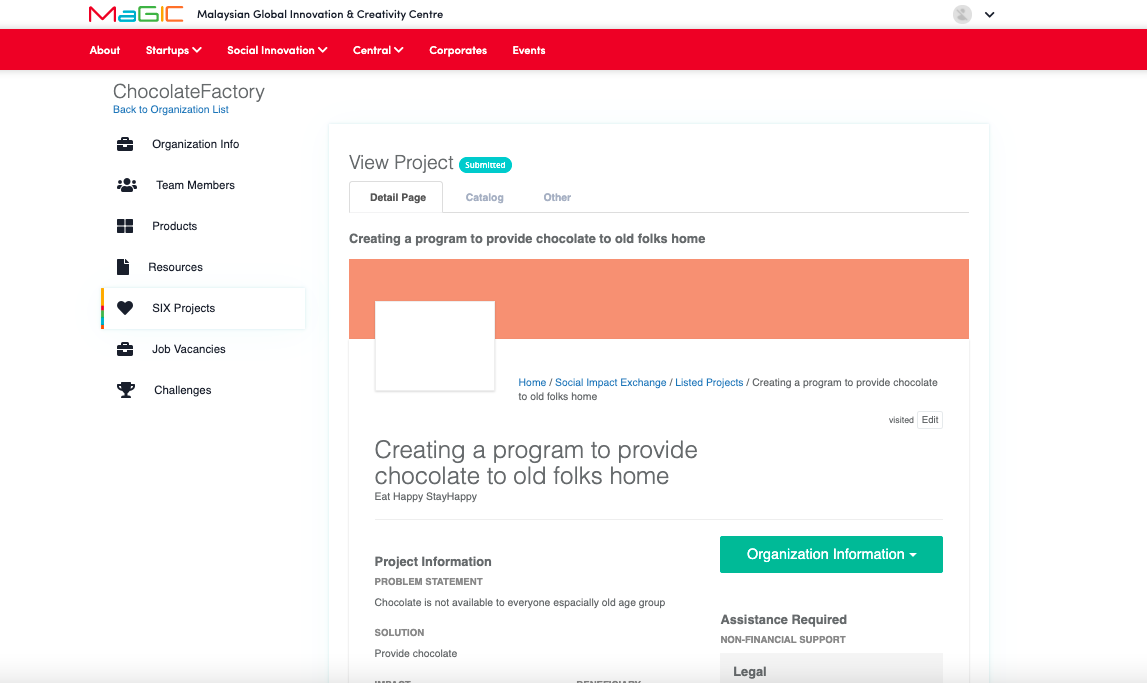 MaGIC Malaysian Global Innovation & Creativity Centre
About Startups Social Innovation Central Corporates Events
ChocolateFactory
Back to Organization List
Organization Info
Team Members
Products
Resources
SIX Projects
Job Vacancies
Challenges
View Project Submitted
Detail Page Catalog Other
Creating a program to provide chocolate to old folks home
Home / Social Impact Exchange / Listed Projects / Creating a program to provide chocolate
to old folks home
visited Edit
Creating a program to provide
chocolate to old folks home
Eat Happy StayHappy
Organization Information
Project Information
PROBLEM STATEMENT
Chocolate is not available to everyone espacially old age group
SOLUTION
Provide chocolate
Assistance Required
NON-FINANCIAL SUPPORT
Legal
IMPACT BENEFICIARY